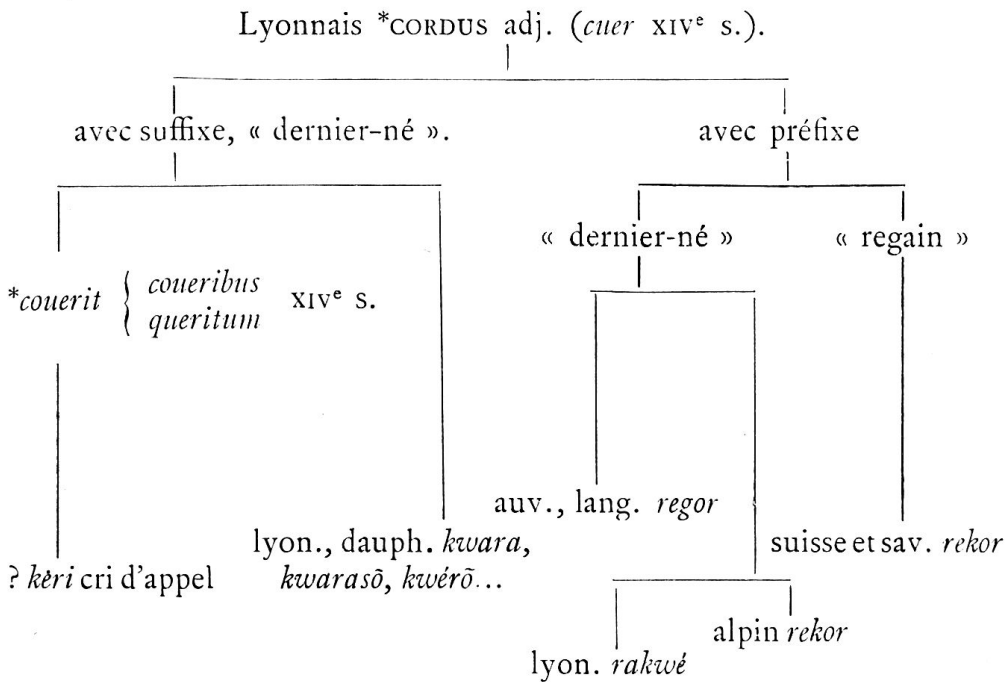 Lyonnais *CORDUS adj. (cuer XIVe s.).
avec suffixe, « dernier-né ».
avec préfixe
« dernier-né »
« regain »
*couerit { coueribus
queritum
XIVe s.
auv., lang. regor
lyon., dauph. kwara,
kwarasõ, kwérõ...
suisse et sav. rekor
? kèri cri d'appel
alpin rekor
lyon. rakwé